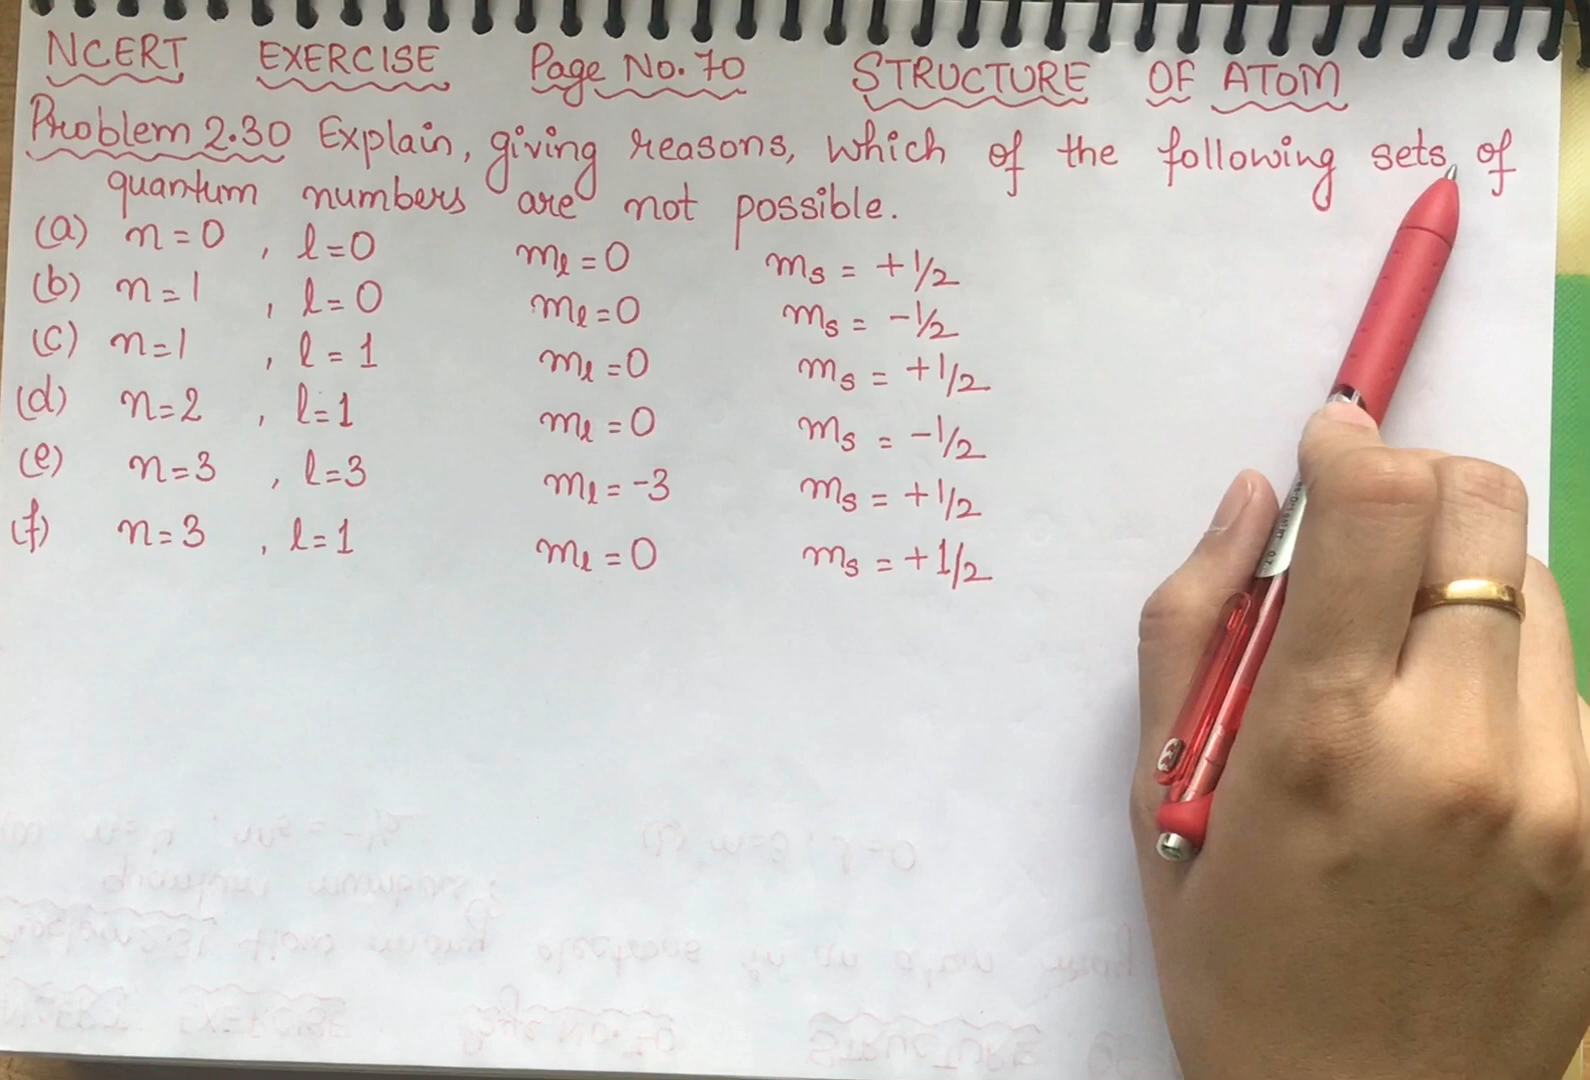 NCERT EXERCISE Page No. 70 STRUCTURE OF ATOM
Problem 2.30 Explain, giving reasons, which of the following sets of
quantum numbers are not possible.
(a) n=0 , l=0 ml=0 ms = +1/2
(b) n=1 , l=0 ml=0 ms = -1/2
(c) n=1 , l=1 ml=0 ms = +1/2
(d) n=2 , l=1 ml=0 ms = -1/2
(e) n=3 , l=3 ml=-3 ms = +1/2
(f) n=3 , l=1 ml=0 ms = +1/2